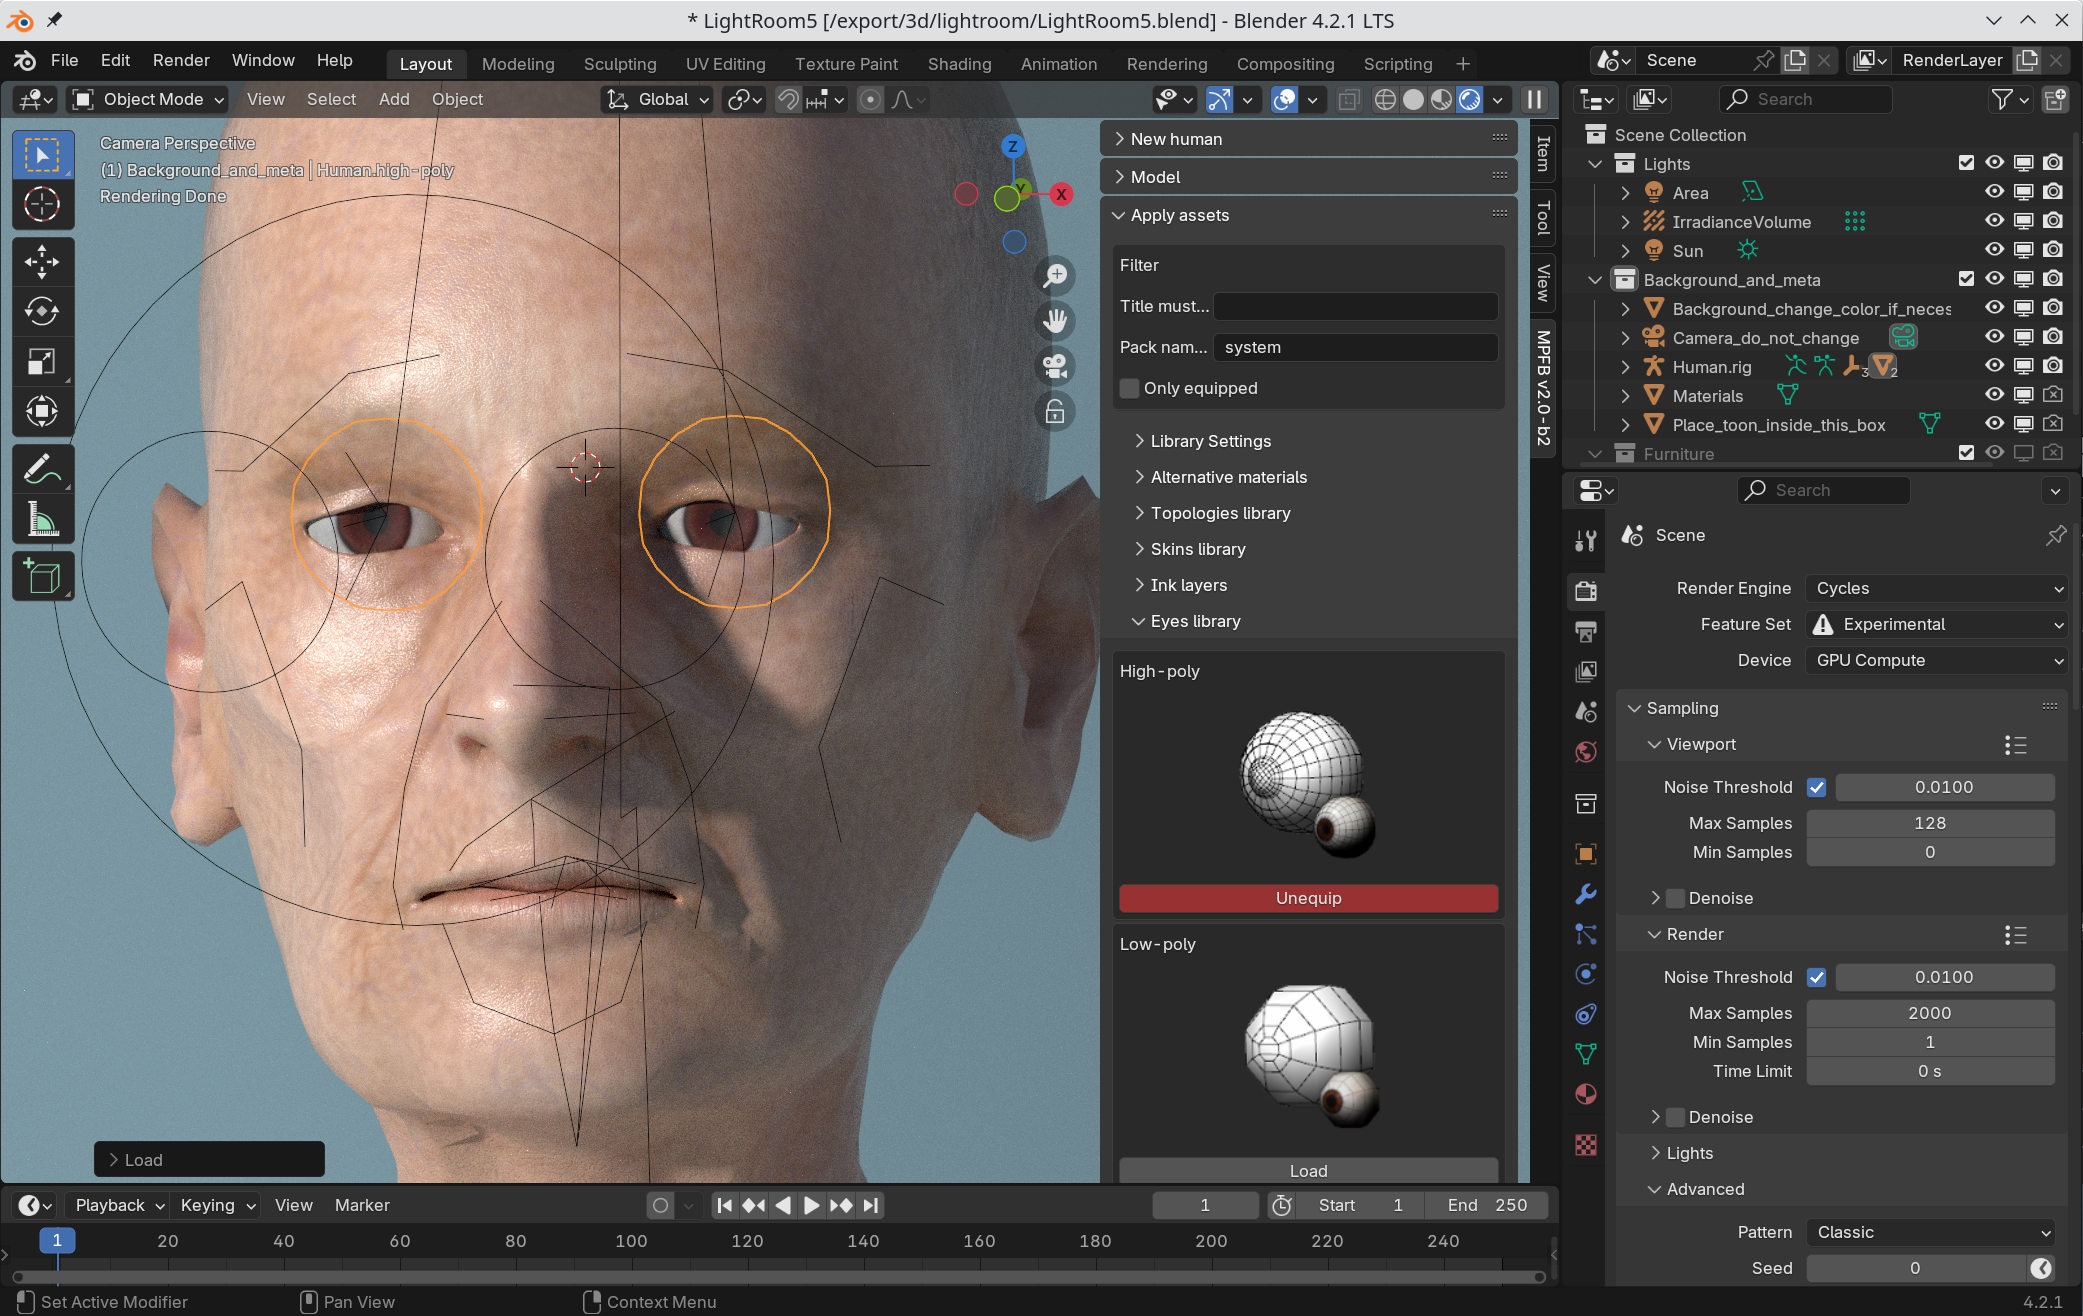 * LightRoom5 [/export/3d/lightroom/LightRoom5.blend] - Blender 4.2.1 LTS
File Edit Render Window Help Layout Modeling Sculpting UV Editing Texture Paint Shading Animation Rendering Compositing Scripting + Scene RenderLayer
Object Mode View Select Add Object Global
Camera Perspective
(1) Background_and_meta | Human.high-poly
Rendering Done
Z
Y
X
New human
Model
Apply assets
Filter
Title must...
Pack nam... system
Only equipped
Library Settings
Alternative materials
Topologies library
Skins library
Ink layers
Eyes library
High-poly
Unequip
Low-poly
Load
Item
Tool
View
MPFB v2.0-b2
Load
Search
Scene Collection
Lights
Area
IrradianceVolume
Sun
Background_and_meta
Background_change_color_if_neces
Camera_do_not_change
Human.rig 3 2
Materials
Place_toon_inside_this_box
Furniture
Search
Scene
Render Engine Cycles
Feature Set Experimental
Device GPU Compute
Sampling
Viewport
Noise Threshold 0.0100
Max Samples 128
Min Samples 0
Denoise
Render
Noise Threshold 0.0100
Max Samples 2000
Min Samples 1
Time Limit 0 s
Denoise
Lights
Advanced
Pattern Classic
Seed 0
Playback Keying View Marker 1 Start 1 End 250
1 20 40 60 80 100 120 140 160 180 200 220 240
Set Active Modifier Pan View Context Menu 4.2.1